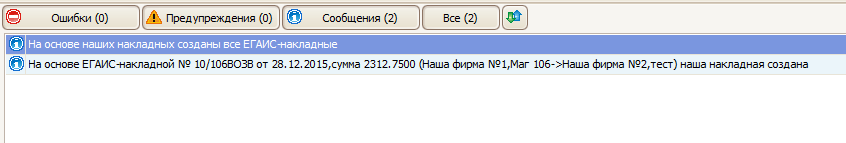 Ошибки (0) Предупреждения (0) Сообщения (2) Все (2)
На основе наших накладных созданы все ЕГАИС-накладные
На основе ЕГАИС-накладной № 10/106ВОЗВ от 28.12.2015,сумма 2312.7500 (Наша фирма №1,Маг 106->Наша фирма №2,тест) наша накладная создана